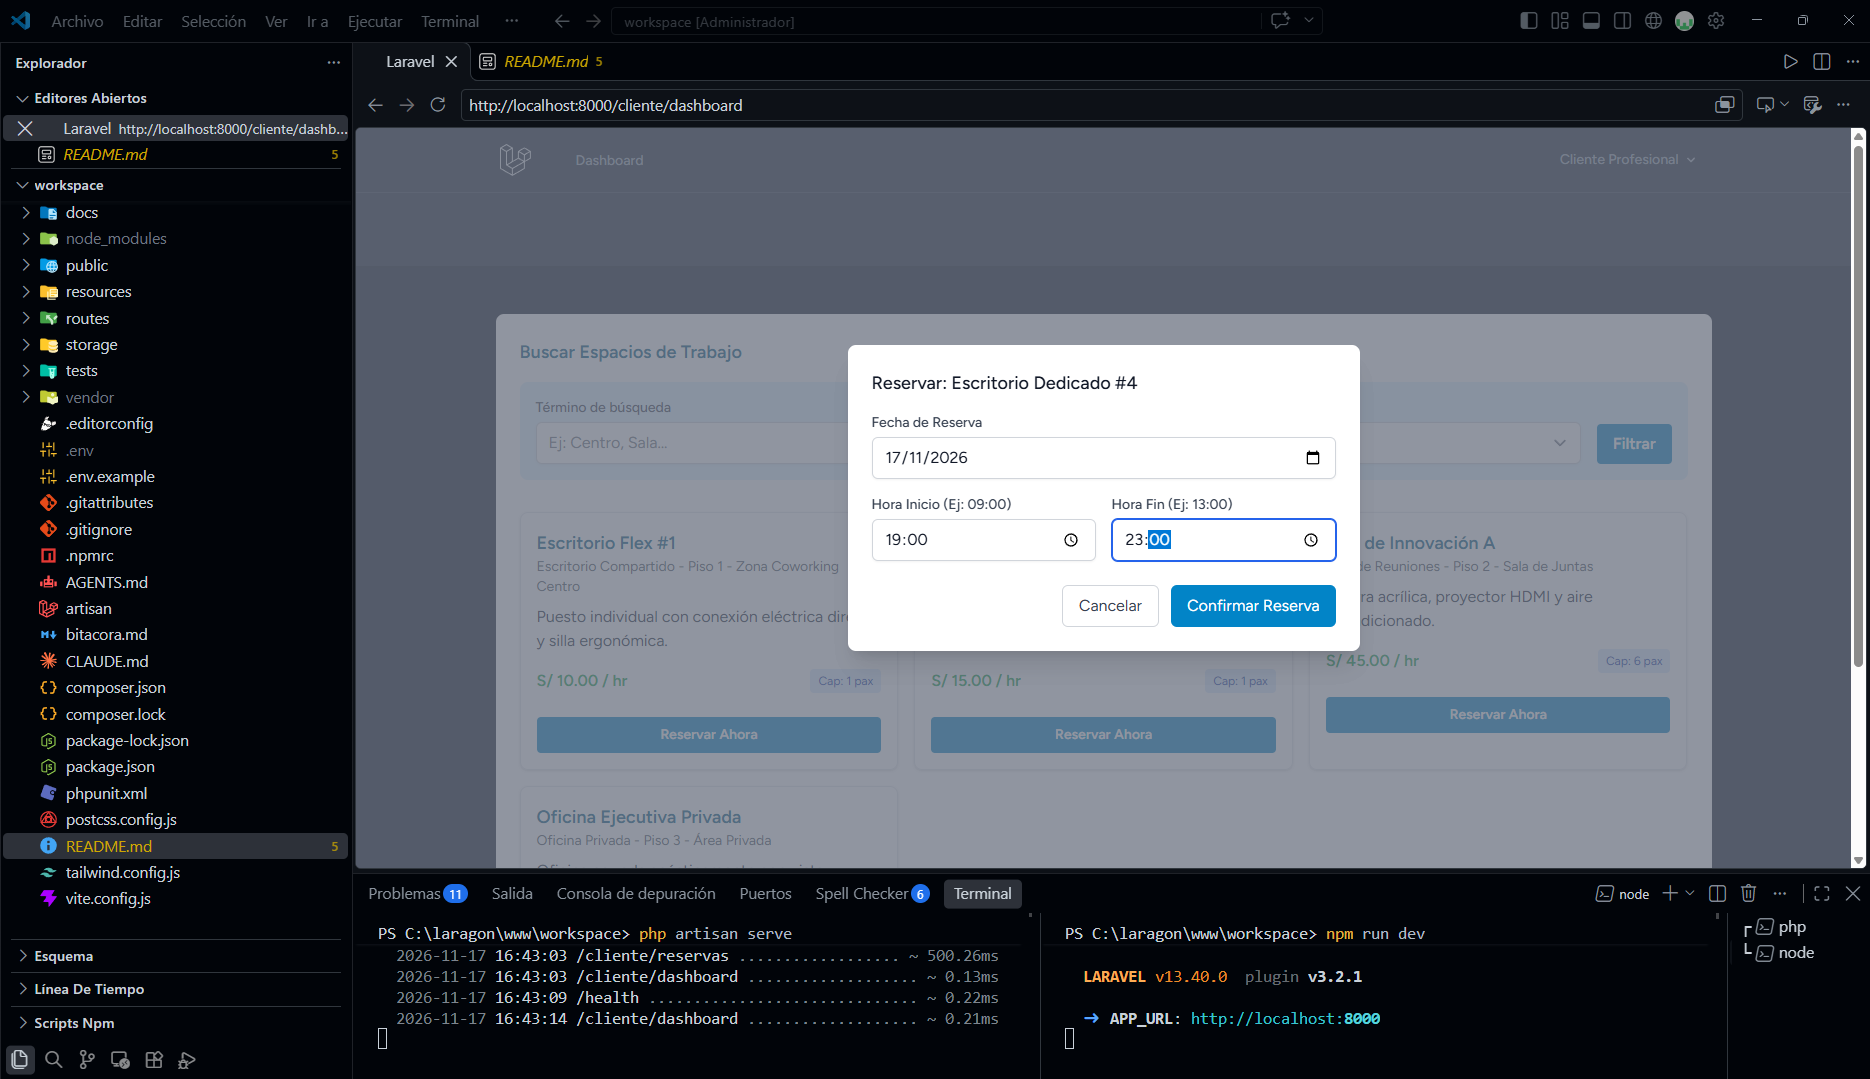 Archivo Editar Selección Ver Ir a Ejecutar Terminal ··· workspace [Administrador]
Explorador ···
Editores Abiertos
Laravel http://localhost:8000/cliente/dashb...
README.md 5
workspace
docs
node_modules
public
resources
routes
storage
tests
vendor
.editorconfig
.env
.env.example
.gitattributes
.gitignore
.npmrc
AGENTS.md
artisan
bitacora.md
CLAUDE.md
composer.json
composer.lock
package-lock.json
package.json
phpunit.xml
postcss.config.js
README.md 5
tailwind.config.js
vite.config.js
Esquema
Línea De Tiempo
Scripts Npm
Laravel README.md 5
http://localhost:8000/cliente/dashboard
Dashboard Cliente Profesional
Buscar Espacios de Trabajo
Término de búsqueda
Ej: Centro, Sala...
Filtrar
Escritorio Flex #1
Escritorio Compartido - Piso 1 - Zona Coworking
Centro
Puesto individual con conexión eléctrica dir
y silla ergonómica.
S/ 10.00 / hr Cap: 1 pax
Reservar Ahora
S/ 15.00 / hr Cap: 1 pax
Reservar Ahora
de Innovación A
de Reuniones - Piso 2 - Sala de Juntas
ra acrílica, proyector HDMI y aire
dicionado.
S/ 45.00 / hr Cap: 6 pax
Reservar Ahora
Oficina Ejecutiva Privada
Oficina Privada - Piso 3 - Área Privada
Reservar: Escritorio Dedicado #4
Fecha de Reserva
17/11/2026
Hora Inicio (Ej: 09:00) Hora Fin (Ej: 13:00)
19:00 23:00
Cancelar Confirmar Reserva
Problemas 11 Salida Consola de depuración Puertos Spell Checker 6 Terminal node
PS C:\laragon\www\workspace> php artisan serve
2026-11-17 16:43:03 /cliente/reservas .................. ~ 500.26ms
2026-11-17 16:43:03 /cliente/dashboard ................... ~ 0.13ms
2026-11-17 16:43:09 /health .............................. ~ 0.22ms
2026-11-17 16:43:14 /cliente/dashboard ................... ~ 0.21ms
PS C:\laragon\www\workspace> npm run dev
LARAVEL v13.40.0 plugin v3.2.1
➜ APP_URL: http://localhost:8000
php
node